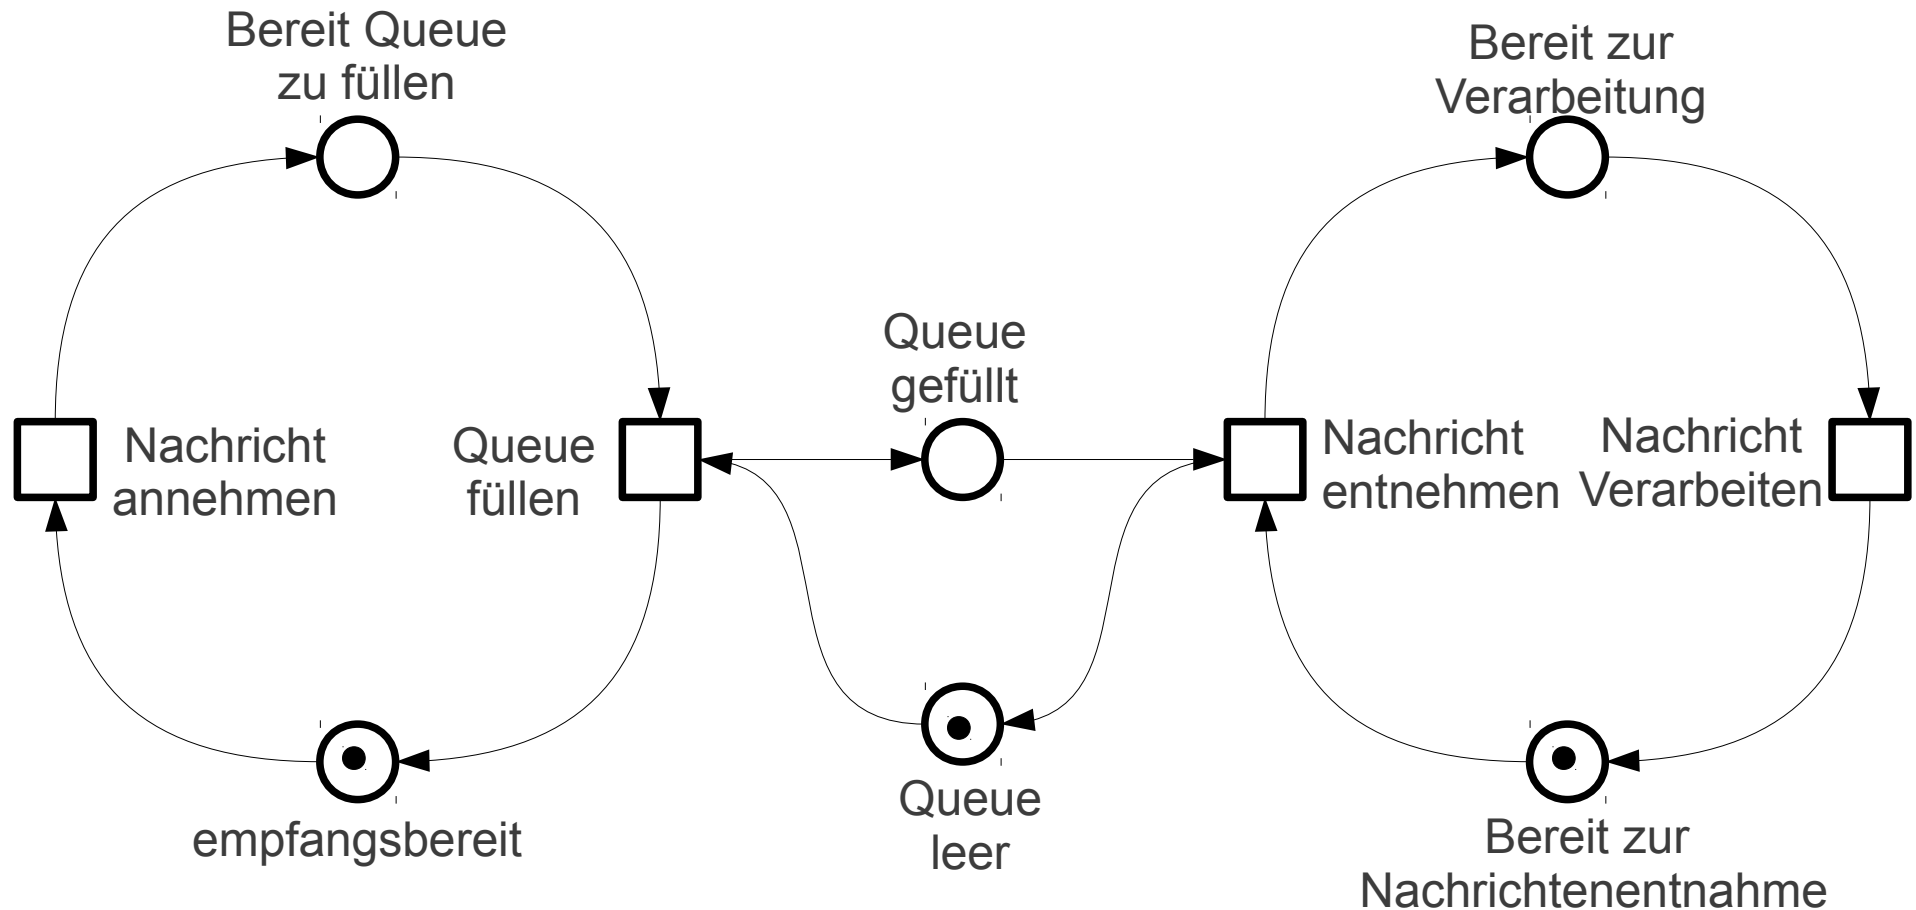 Bereit Queue
zu füllen
Bereit zur
Verarbeitung
Queue
gefüllt
Nachricht
annehmen
Queue
füllen
Nachricht
entnehmen
Nachricht
Verarbeiten
empfangsbereit
Queue
leer
Bereit zur
Nachrichtenentnahme